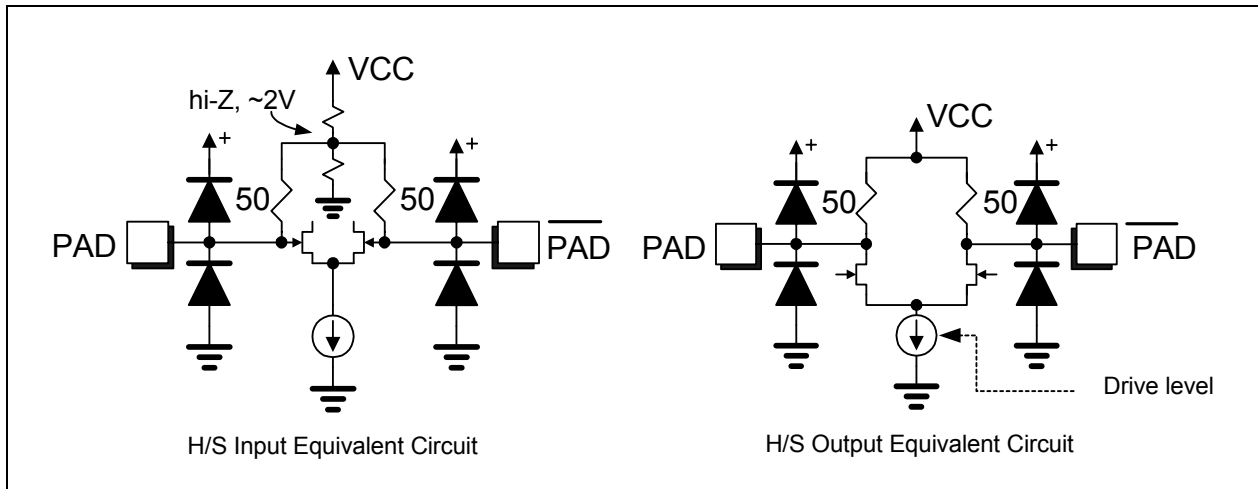 VCC
hi-Z, ~2V
+
+
50
50
PAD
PAD
H/S Input Equivalent Circuit
VCC
+
+
50
50
PAD
PAD
Drive level
H/S Output Equivalent Circuit